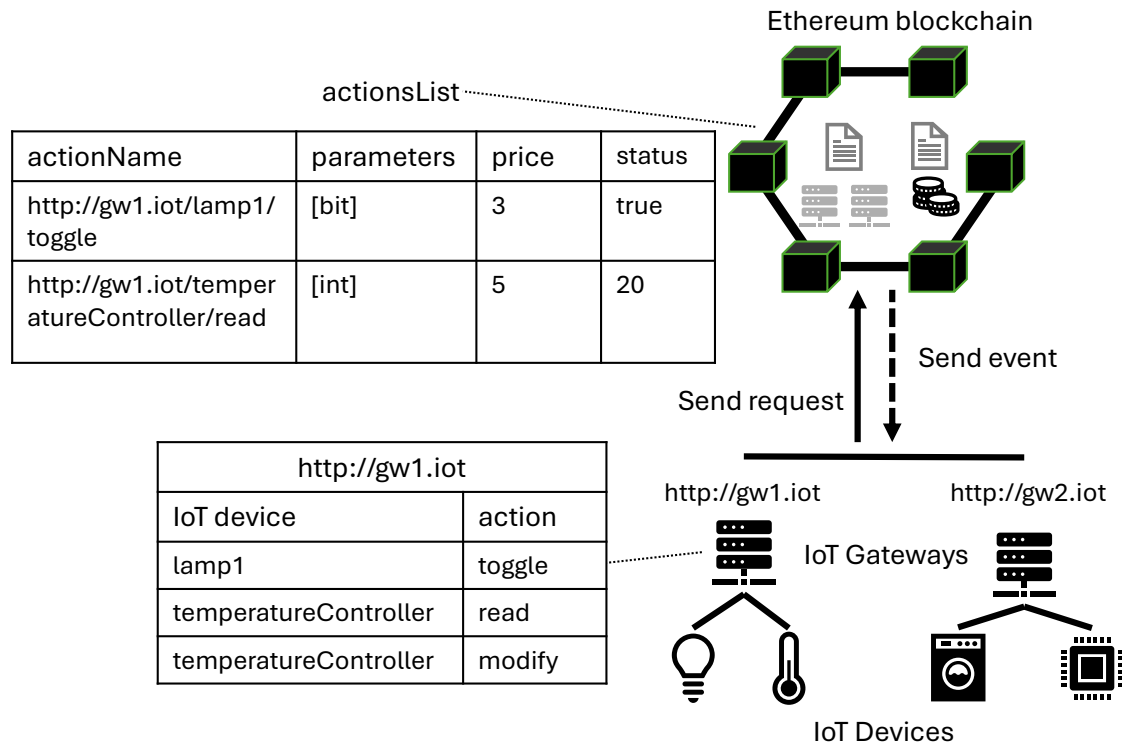 Ethereum blockchain
actionsList
actionName parameters price status
http://gw1.iot/lamp1/
toggle
[bit] 3 true
http://gw1.iot/temper
atureController/read
[int] 5 20
Send event
Send request
http://gw1.iot
IoT device action
lamp1 toggle
temperatureController read
temperatureController modify
http://gw1.iot
http://gw2.iot
IoT Gateways
IoT Devices